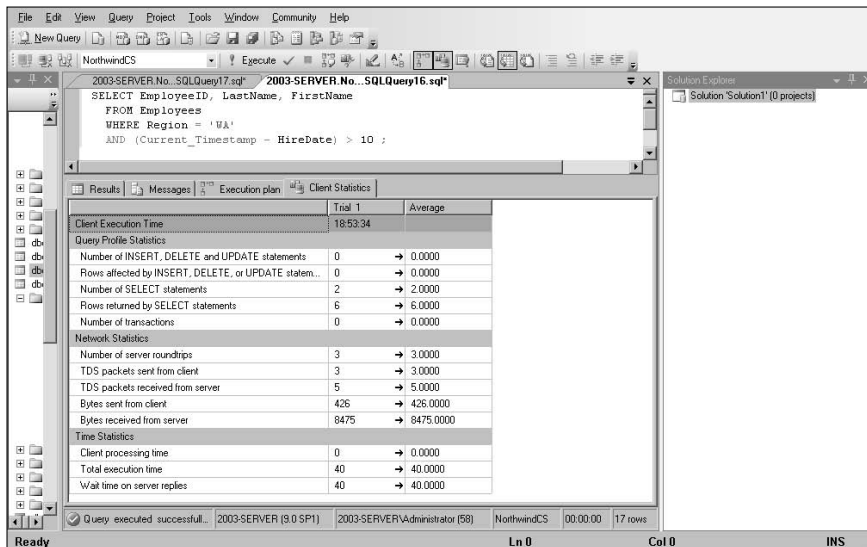 File Edit View Query Project Tools Window Community Help
New Query
NorthwindCS Execute
2003-SERVER.No...SQLQuery17.sql* 2003-SERVER.No...SQLQuery16.sql*
Solution Explorer
Solution 'Solution1' (0 projects)
SELECT EmployeeID, LastName, FirstName
FROM Employees
WHERE Region = 'WA'
AND (Current_Timestamp - HireDate) > 10 ;
Results Messages Execution plan Client Statistics
Trial 1 Average
Client Execution Time 18:53:34
Query Profile Statistics
Number of INSERT, DELETE and UPDATE statements 0 → 0.0000
Rows affected by INSERT, DELETE, or UPDATE statem... 0 → 0.0000
Number of SELECT statements 2 → 2.0000
Rows returned by SELECT statements 6 → 6.0000
Number of transactions 0 → 0.0000
Network Statistics
Number of server roundtrips 3 → 3.0000
TDS packets sent from client 3 → 3.0000
TDS packets received from server 5 → 5.0000
Bytes sent from client 426 → 426.0000
Bytes received from server 8475 → 8475.0000
Time Statistics
Client processing time 0 → 0.0000
Total execution time 40 → 40.0000
Wait time on server replies 40 → 40.0000
db
db
db
db
Query executed successfull... 2003-SERVER (9.0 SP1) 2003-SERVER\Administrator (58) NorthwindCS 00:00:00 17 rows
Ready Ln 0 Col 0 INS